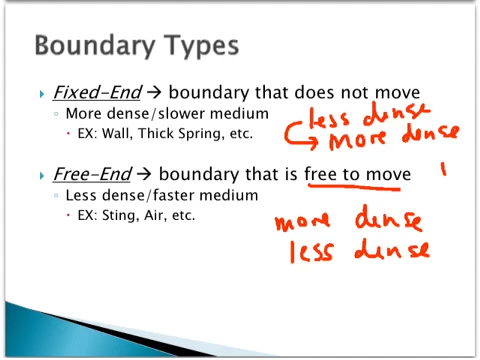 Boundary Types
Fixed-End → boundary that does not move
More dense/slower medium
less dense
EX: Wall, Thick Spring, etc.
→ more dense
Free-End → boundary that is free to move
Less dense/faster medium
EX: Sting, Air, etc.
more dense
less dense